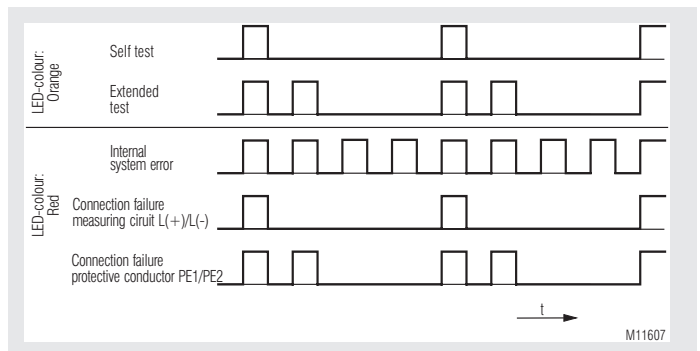 LED-colour:
Orange
Self test
Extended
test
LED-colour:
Red
Internal
system error
Connection failure
measuring ciruit L(+)/L(-)
Connection failure
protective conductor PE1/PE2
t
M11607